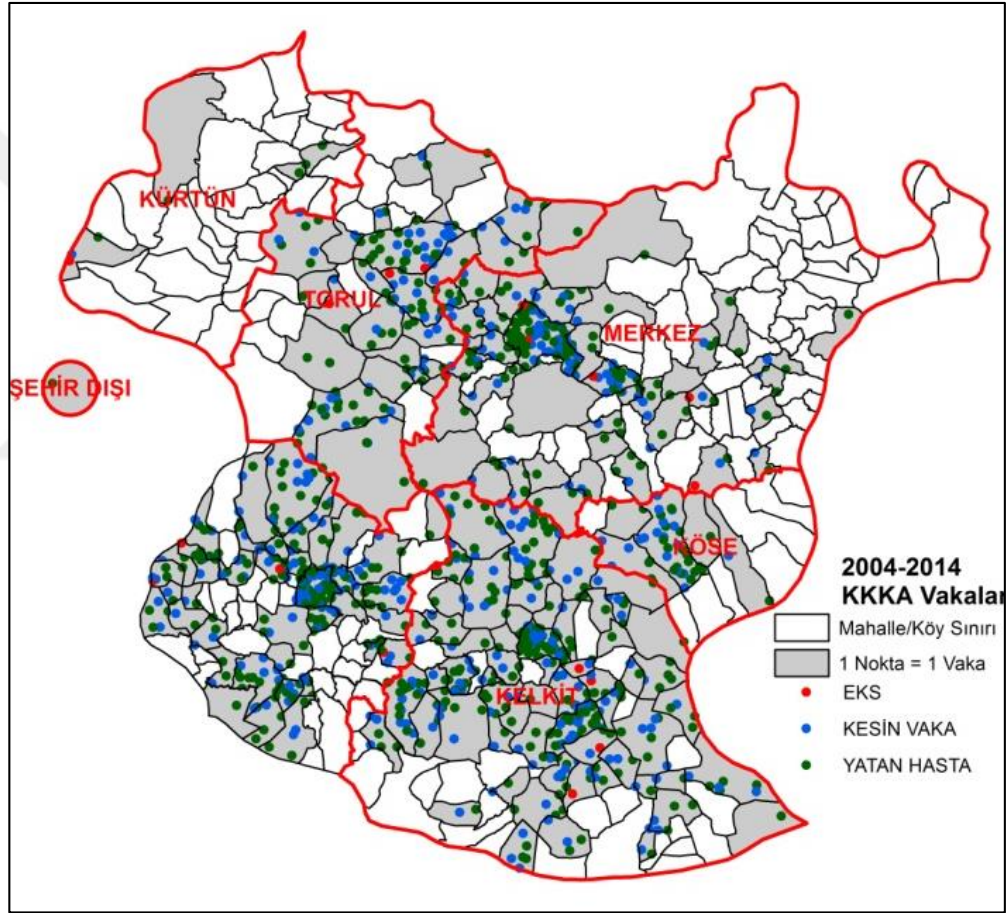 KÜRTÜN
TORUL
MERKEZ
ŞEHİR DIŞI
KÖSE
KELKİT
2004-2014
KKKA Vakalar
Mahalle/Köy Sınırı
1 Nokta = 1 Vaka
EKS
KESİN VAKA
YATAN HASTA